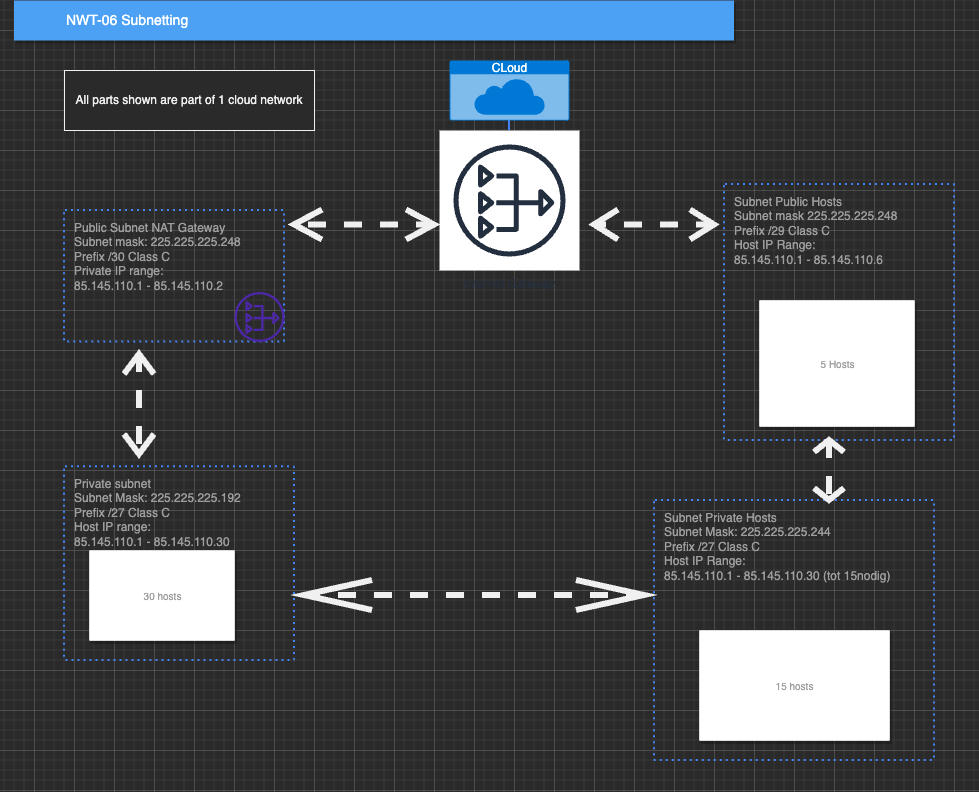 NWT-06 Subnetting
All parts shown are part of 1 cloud network
CLoud
Public Subnet NAT Gateway
Subnet mask: 225.225.225.248
Prefix /30 Class C
Private IP range:
85.145.110.1 - 85.145.110.2
Subnet Public Hosts
Subnet mask 225.225.225.248
Prefix /29 Class C
Host IP Range:
85.145.110.1 - 85.145.110.6
5 Hosts
Private subnet
Subnet Mask: 225.225.225.192
Prefix /27 Class C
Host IP range:
85.145.110.1 - 85.145.110.30
30 hosts
Subnet Private Hosts
Subnet Mask: 225.225.225.244
Prefix /27 Class C
Host IP Range:
85.145.110.1 - 85.145.110.30 (tot 15nodig)
15 hosts